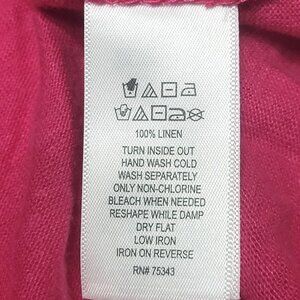 100% LINEN
TURN INSIDE OUT
HAND WASH COLD
WASH SEPARATELY
ONLY NON-CHLORINE
BLEACH WHEN NEEDED
RESHAPE WHILE DAMP
DRY FLAT
LOW IRON
IRON ON REVERSE
RN# 75343